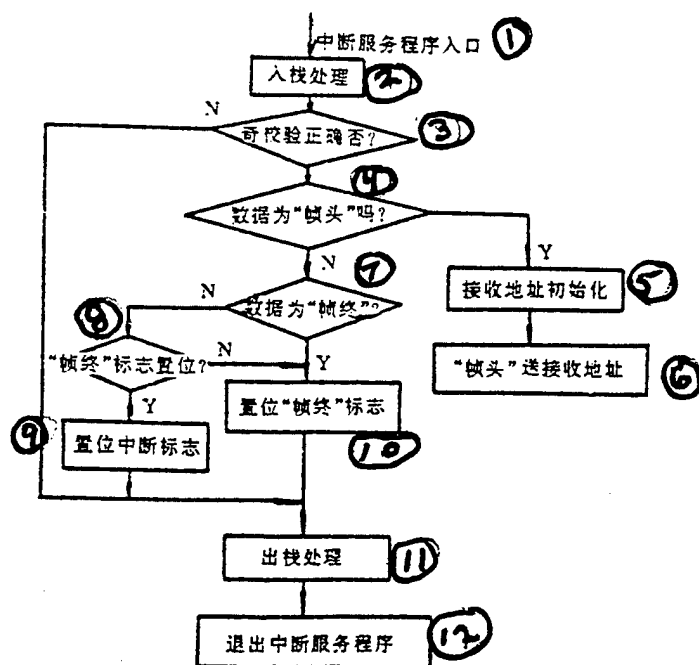 中断服务程序入口 ①
入栈处理 ②
N
奇校验正确否? ③
④
数据为“帧头”吗?
N
Y
⑦
数据为“帧终”?
N
接收地址初始化 ⑤
⑧
“帧终”标志置位?
N
Y
“帧头”送接收地址 ⑥
Y
置位“帧终”标志
⑨
置位中断标志
⑩
出栈处理 ⑪
退出中断服务程序 ⑫